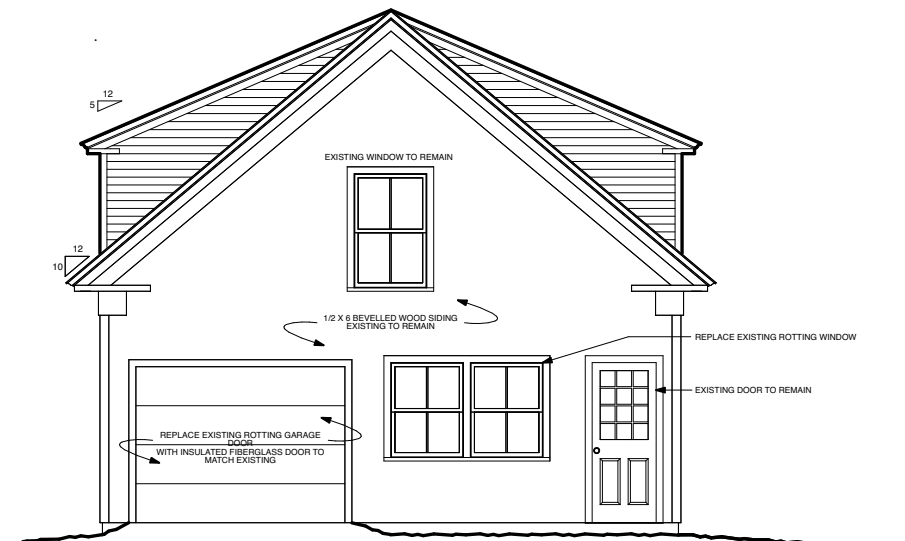 12
5
EXISTING WINDOW TO REMAIN
12
10
1/2 X 6 BEVELLED WOOD SIDING
EXISTING TO REMAIN
REPLACE EXISTING ROTTING WINDOW
EXISTING DOOR TO REMAIN
REPLACE EXISTING ROTTING GARAGE
DOOR
WITH INSULATED FIBERGLASS DOOR TO
MATCH EXISTING